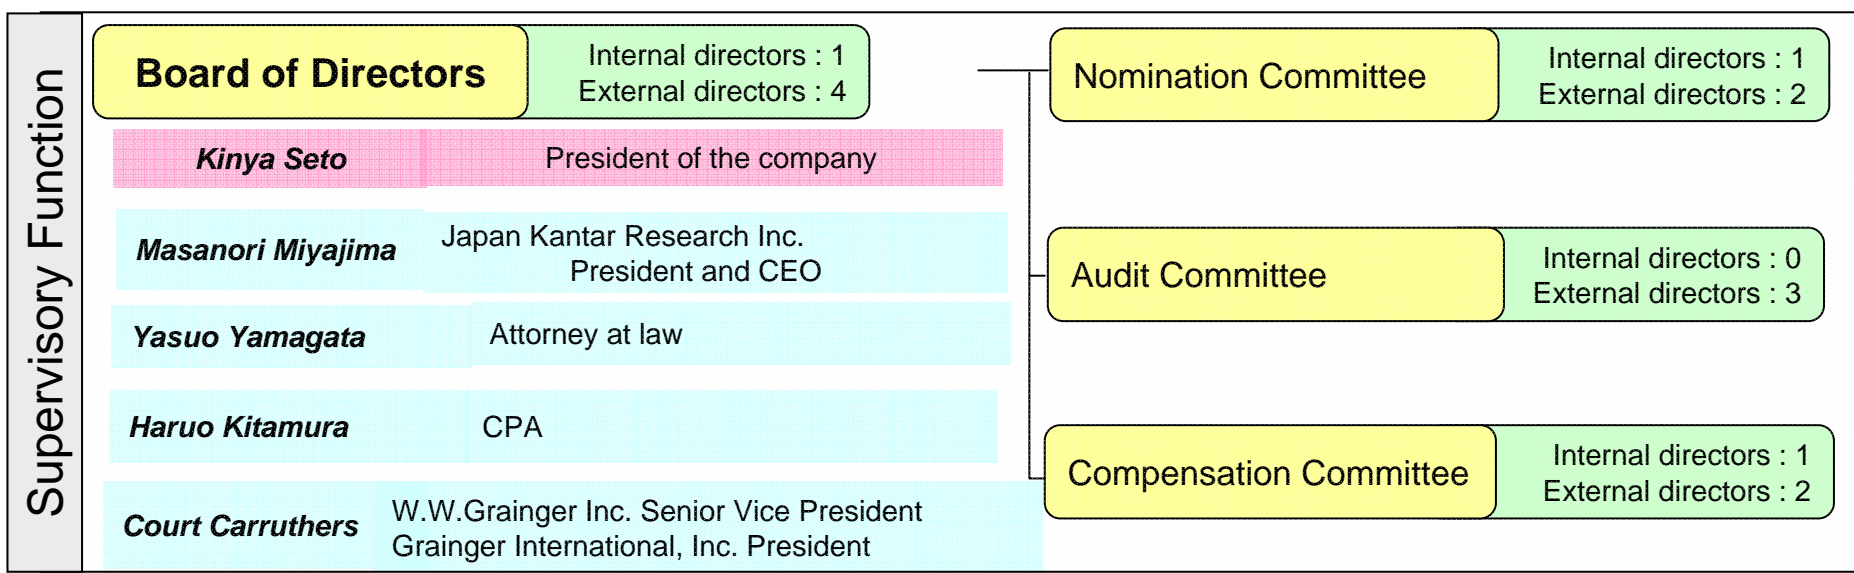 Supervisory Function
Board of Directors
Internal directors : 1
External directors : 4
Kinya Seto
President of the company
Masanori Miyajima
Japan Kantar Research Inc.
President and CEO
Yasuo Yamagata
Attorney at law
Haruo Kitamura
CPA
Court Carruthers
W.W.Grainger Inc. Senior Vice President
Grainger International, Inc. President
Nomination Committee
Internal directors : 1
External directors : 2
Audit Committee
Internal directors : 0
External directors : 3
Compensation Committee
Internal directors : 1
External directors : 2